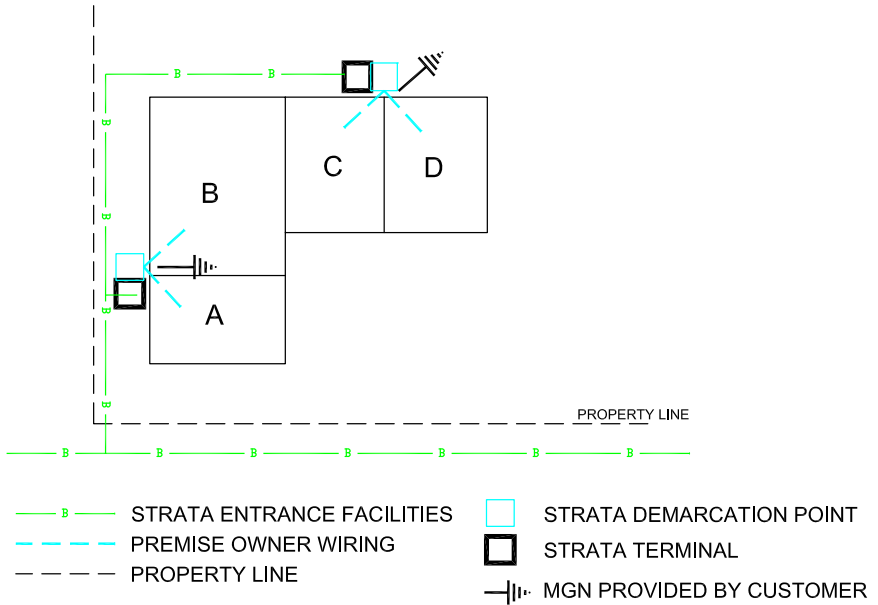 B B
B
C D
B
B
A
B
B
PROPERTY LINE
B B B B B B B
B STRATA ENTRANCE FACILITIES
PREMISE OWNER WIRING
PROPERTY LINE
STRATA DEMARCATION POINT
STRATA TERMINAL
MGN PROVIDED BY CUSTOMER